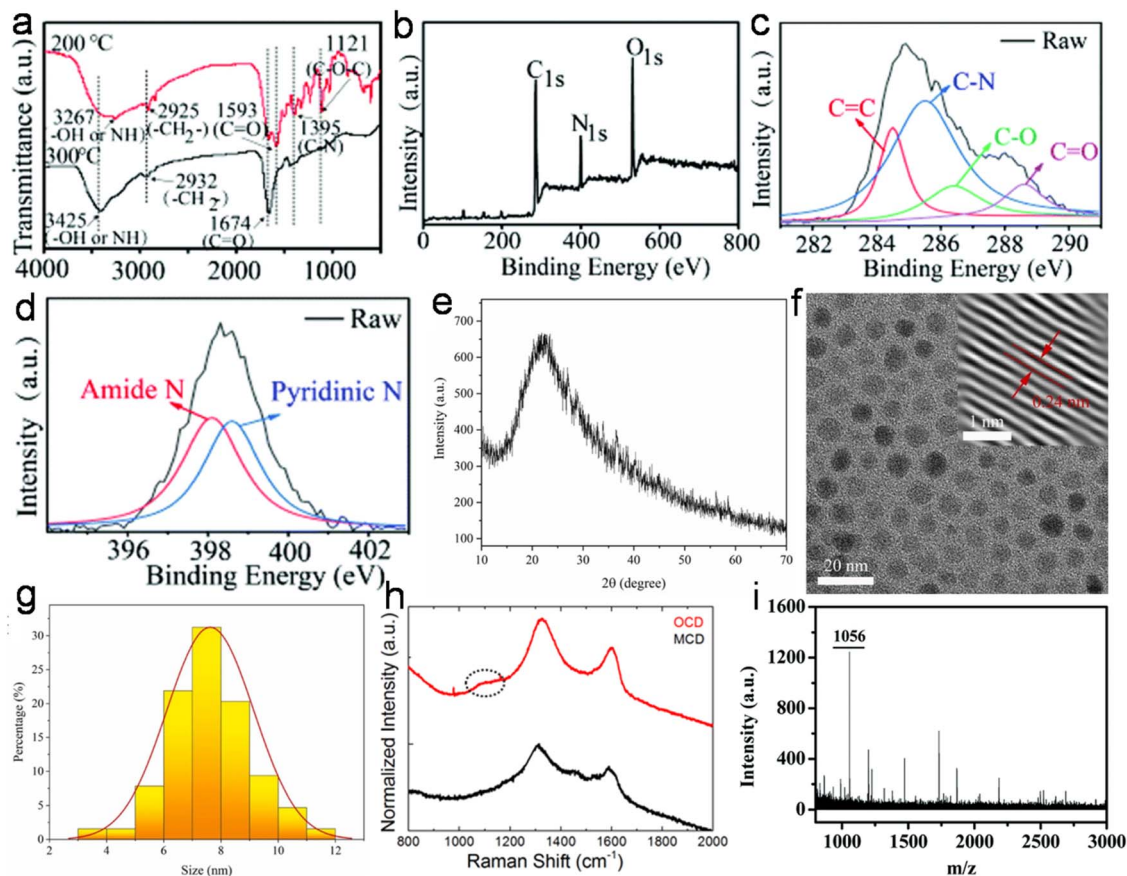 a
200 °C
1121
(C-O-C)
3267
-OH or NH)
2925
(-CH2-)
1593
(C=O)
1395
(C-N)
300°C
2932
(-CH2-
3425
(-OH or NH)
1674
(C=O)
Transmittance (a.u.)
4000 3000 2000 1000
b
C1s
N1s
O1s
Intensity (a.u.)
0 200 400 600 800
Binding Energy (eV)
c
Raw
C=C
C-N
C-O
C=O
Intensity (a.u.)
282 284 286 288 290
Binding Energy (eV)
d
Raw
Amide N
Pyridinic N
Intensity (a.u.)
396 398 400 402
Binding Energy (eV)
e
700
600
500
400
300
200
100
Intensity (a.u.)
10 20 30 40 50 60 70
2θ (degree)
f
0.24 nm
1 nm
20 nm
g
30
25
20
15
10
5
0
Percentage (%)
4 6 8 10 12
Size (nm)
h
OCD
MCD
Normalized Intensity (a.u.)
800 1000 1200 1400 1600 1800 2000
Raman Shift (cm-1)
i
1600
1200
800
400
0
1056
Intensity (a.u.)
1000 1500 2000 2500 3000
m/z